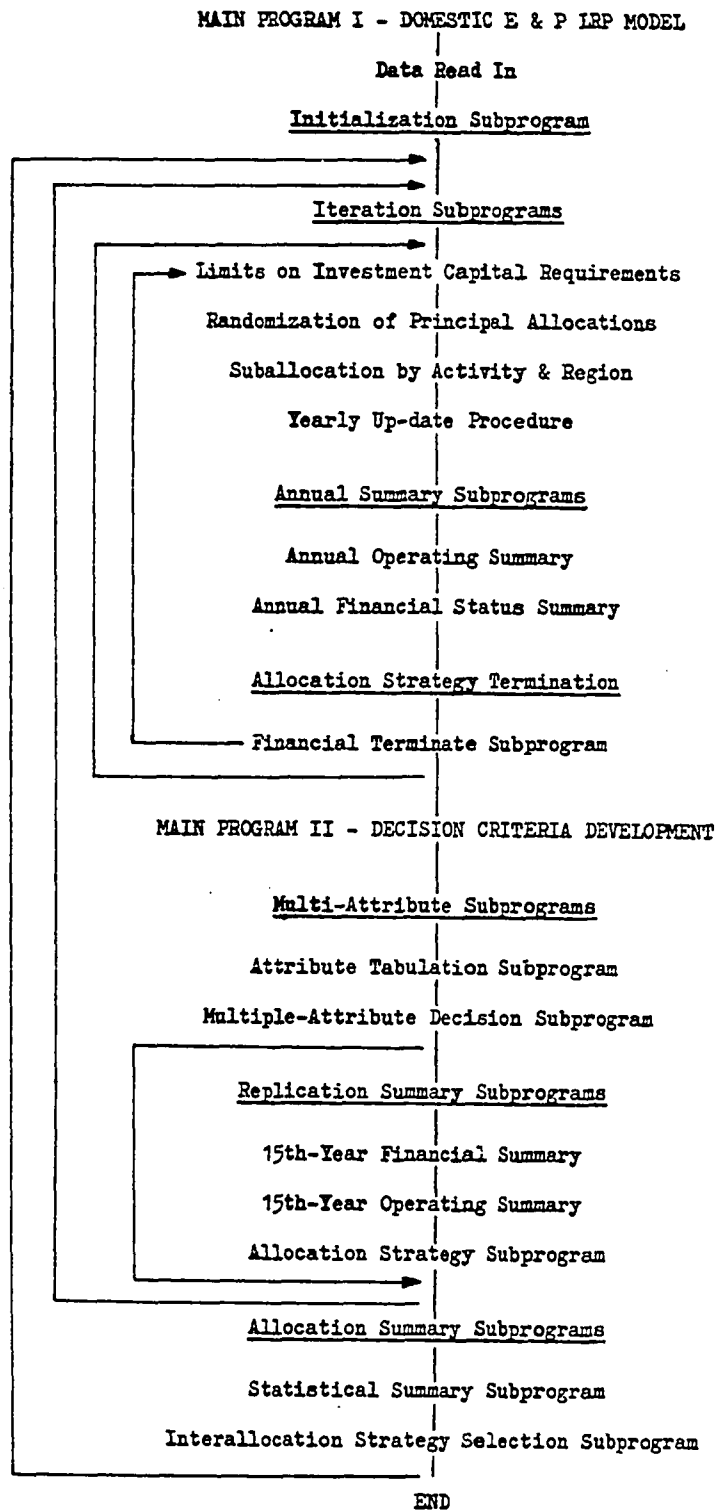 MAIN PROGRAM I - DOMESTIC E & P LRP MODEL
Data Read In
Initialization Subprogram
Iteration Subprograms
Limits on Investment Capital Requirements
Randomization of Principal Allocations
Suballocation by Activity & Region
Yearly Up-date Procedure
Annual Summary Subprograms
Annual Operating Summary
Annual Financial Status Summary
Allocation Strategy Termination
Financial Terminate Subprogram
MAIN PROGRAM II - DECISION CRITERIA DEVELOPMENT
Multi-Attribute Subprograms
Attribute Tabulation Subprogram
Multiple-Attribute Decision Subprogram
Replication Summary Subprograms
15th-Year Financial Summary
15th-Year Operating Summary
Allocation Strategy Subprogram
Allocation Summary Subprograms
Statistical Summary Subprogram
Interallocation Strategy Selection Subprogram
END